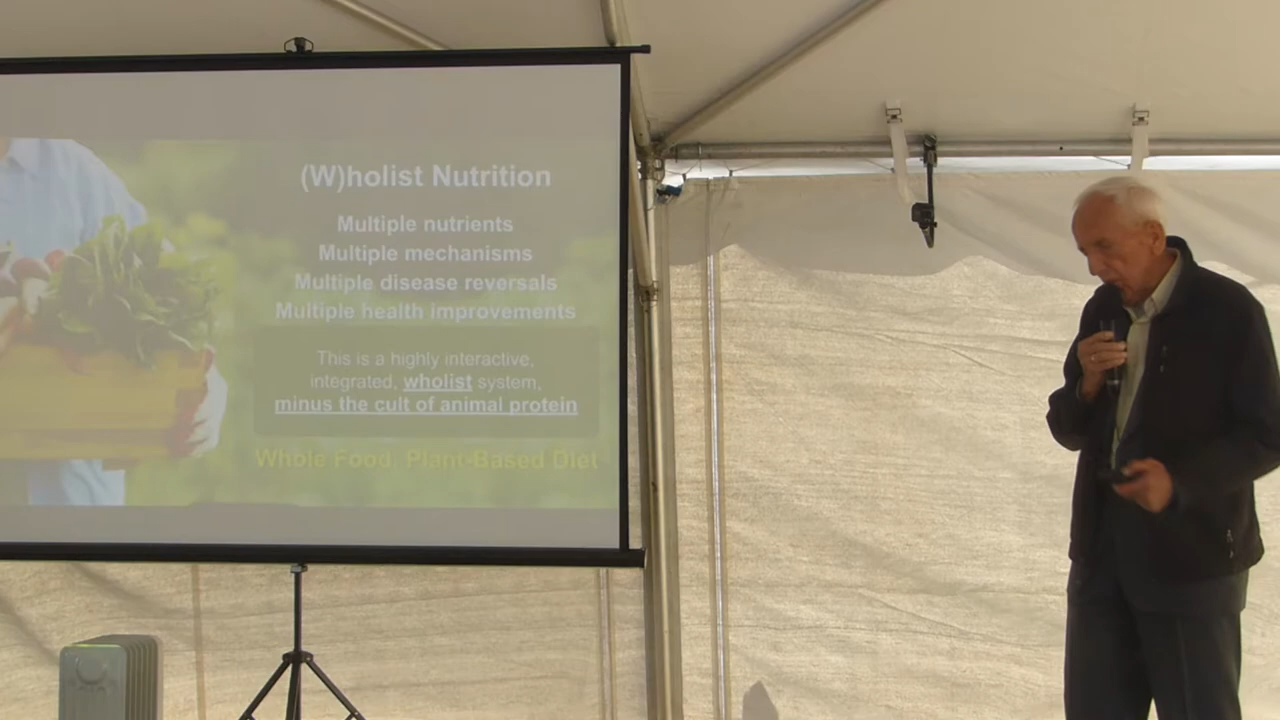 (W)holist Nutrition
Multiple nutrients
Multiple mechanisms
Multiple disease reversals
Multiple health improvements
This is a highly interactive,
integrated, wholist system,
minus the cult of animal protein
Whole Food, Plant-Based Diet